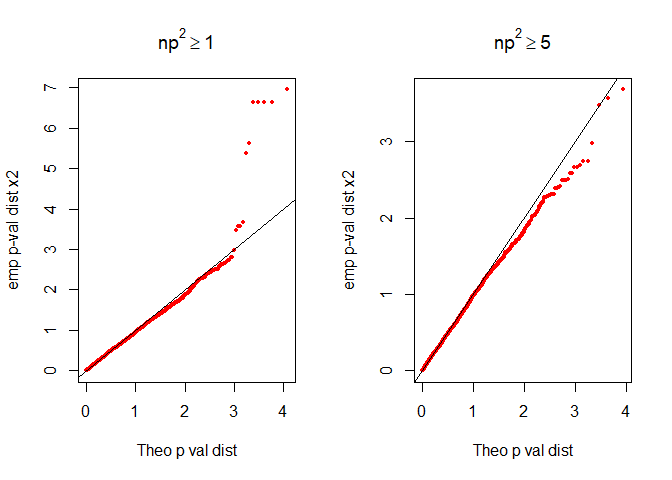 np² ≥ 1
7
6
5
4
3
2
1
0
emp p-val dist x2
0 1 2 3 4
Theo p val dist
np² ≥ 5
3
2
1
0
emp p-val dist x2
0 1 2 3 4
Theo p val dist